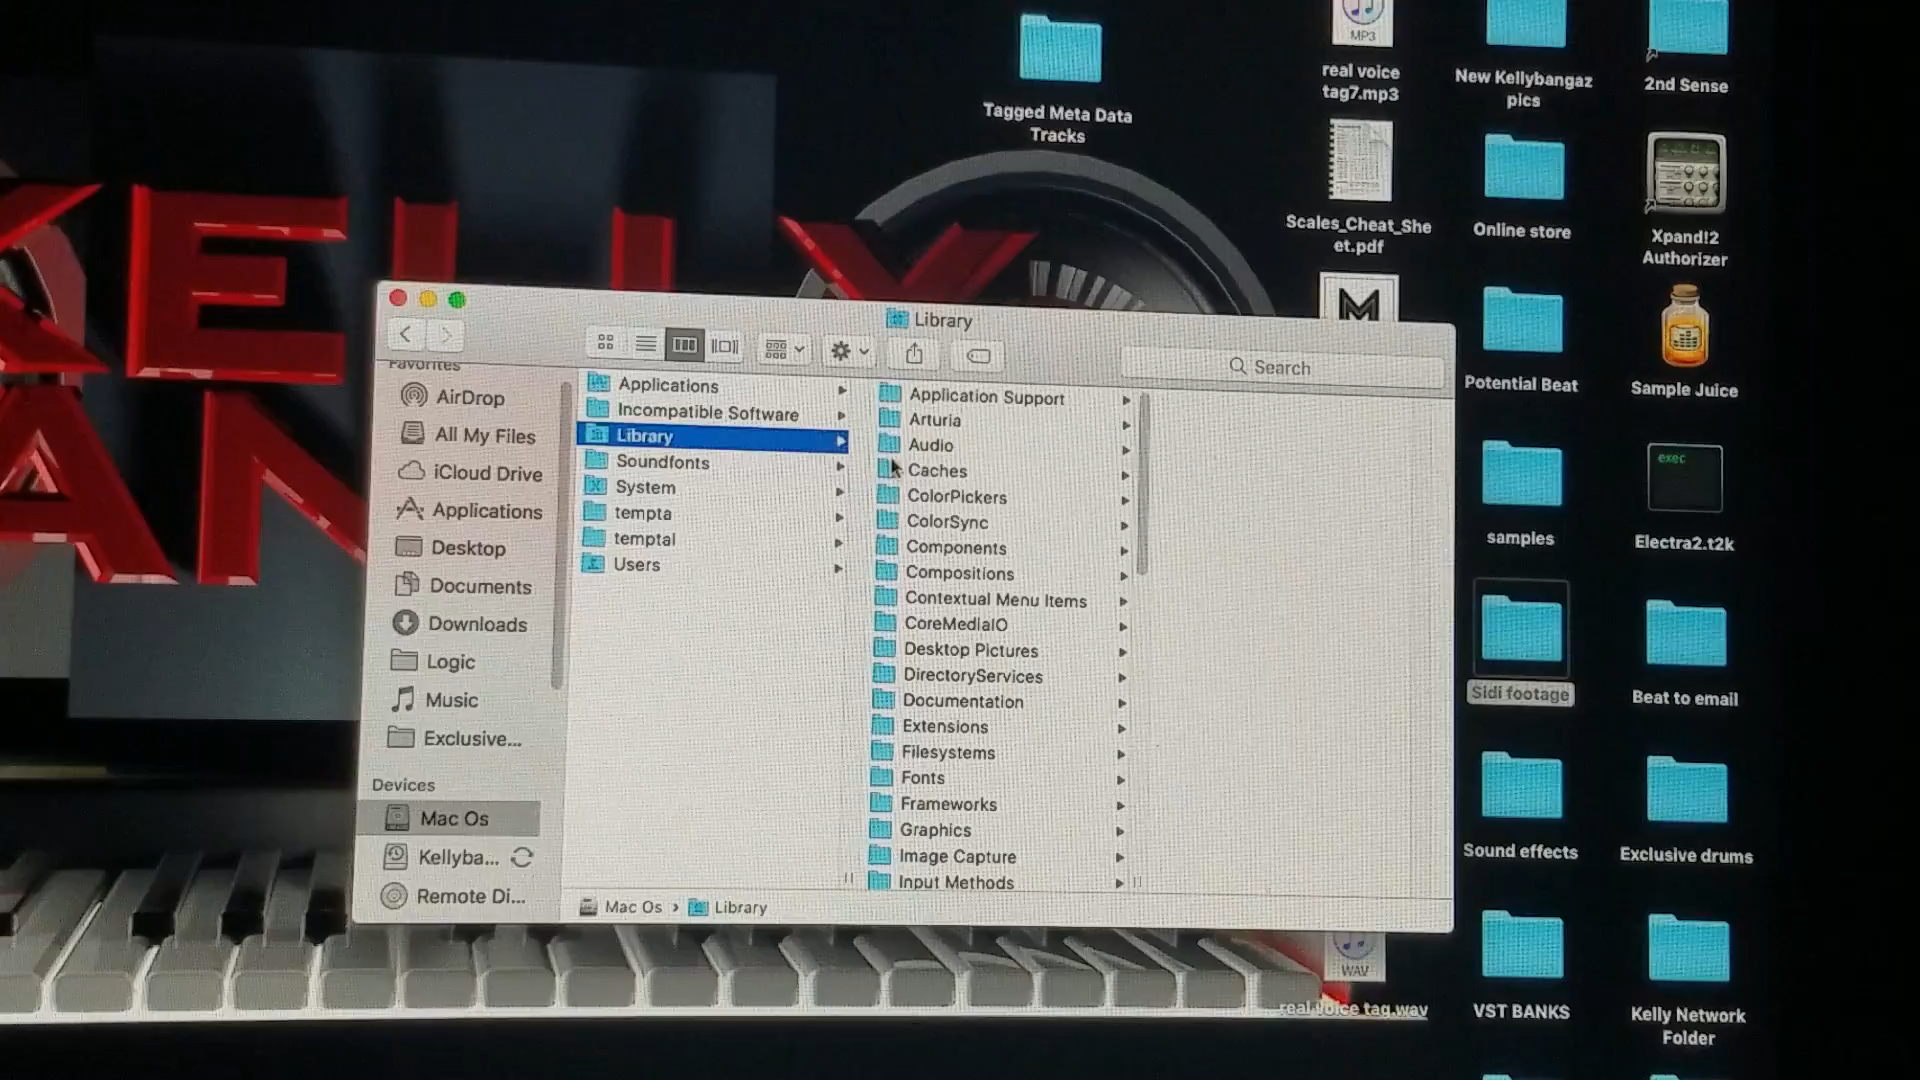 MP3
real voice
tag7.mp3
New Kellybangaz
pics
2nd Sense
Tagged Meta Data
Tracks
Scales_Cheat_She
et.pdf
Online store
Xpand!2
Authorizer
KELLY
Library
Search
Potential Beat
Sample Juice
Favorites
AirDrop
All My Files
iCloud Drive
Applications
Desktop
Documents
Downloads
Logic
Music
Exclusive...
Devices
Mac Os
Kellyba...
Remote Di...
Applications
Incompatible Software
Library
Soundfonts
System
tempta
temptal
Users
Application Support
Arturia
Audio
Caches
ColorPickers
ColorSync
Components
Compositions
Contextual Menu Items
CoreMediaIO
Desktop Pictures
DirectoryServices
Documentation
Extensions
Filesystems
Fonts
Frameworks
Graphics
Image Capture
Input Methods
Mac Os › Library
samples
exec
Electra2.t2k
Sidi footage
Beat to email
Sound effects
Exclusive drums
WAV
real voice tag.wav
VST BANKS
Kelly Network
Folder